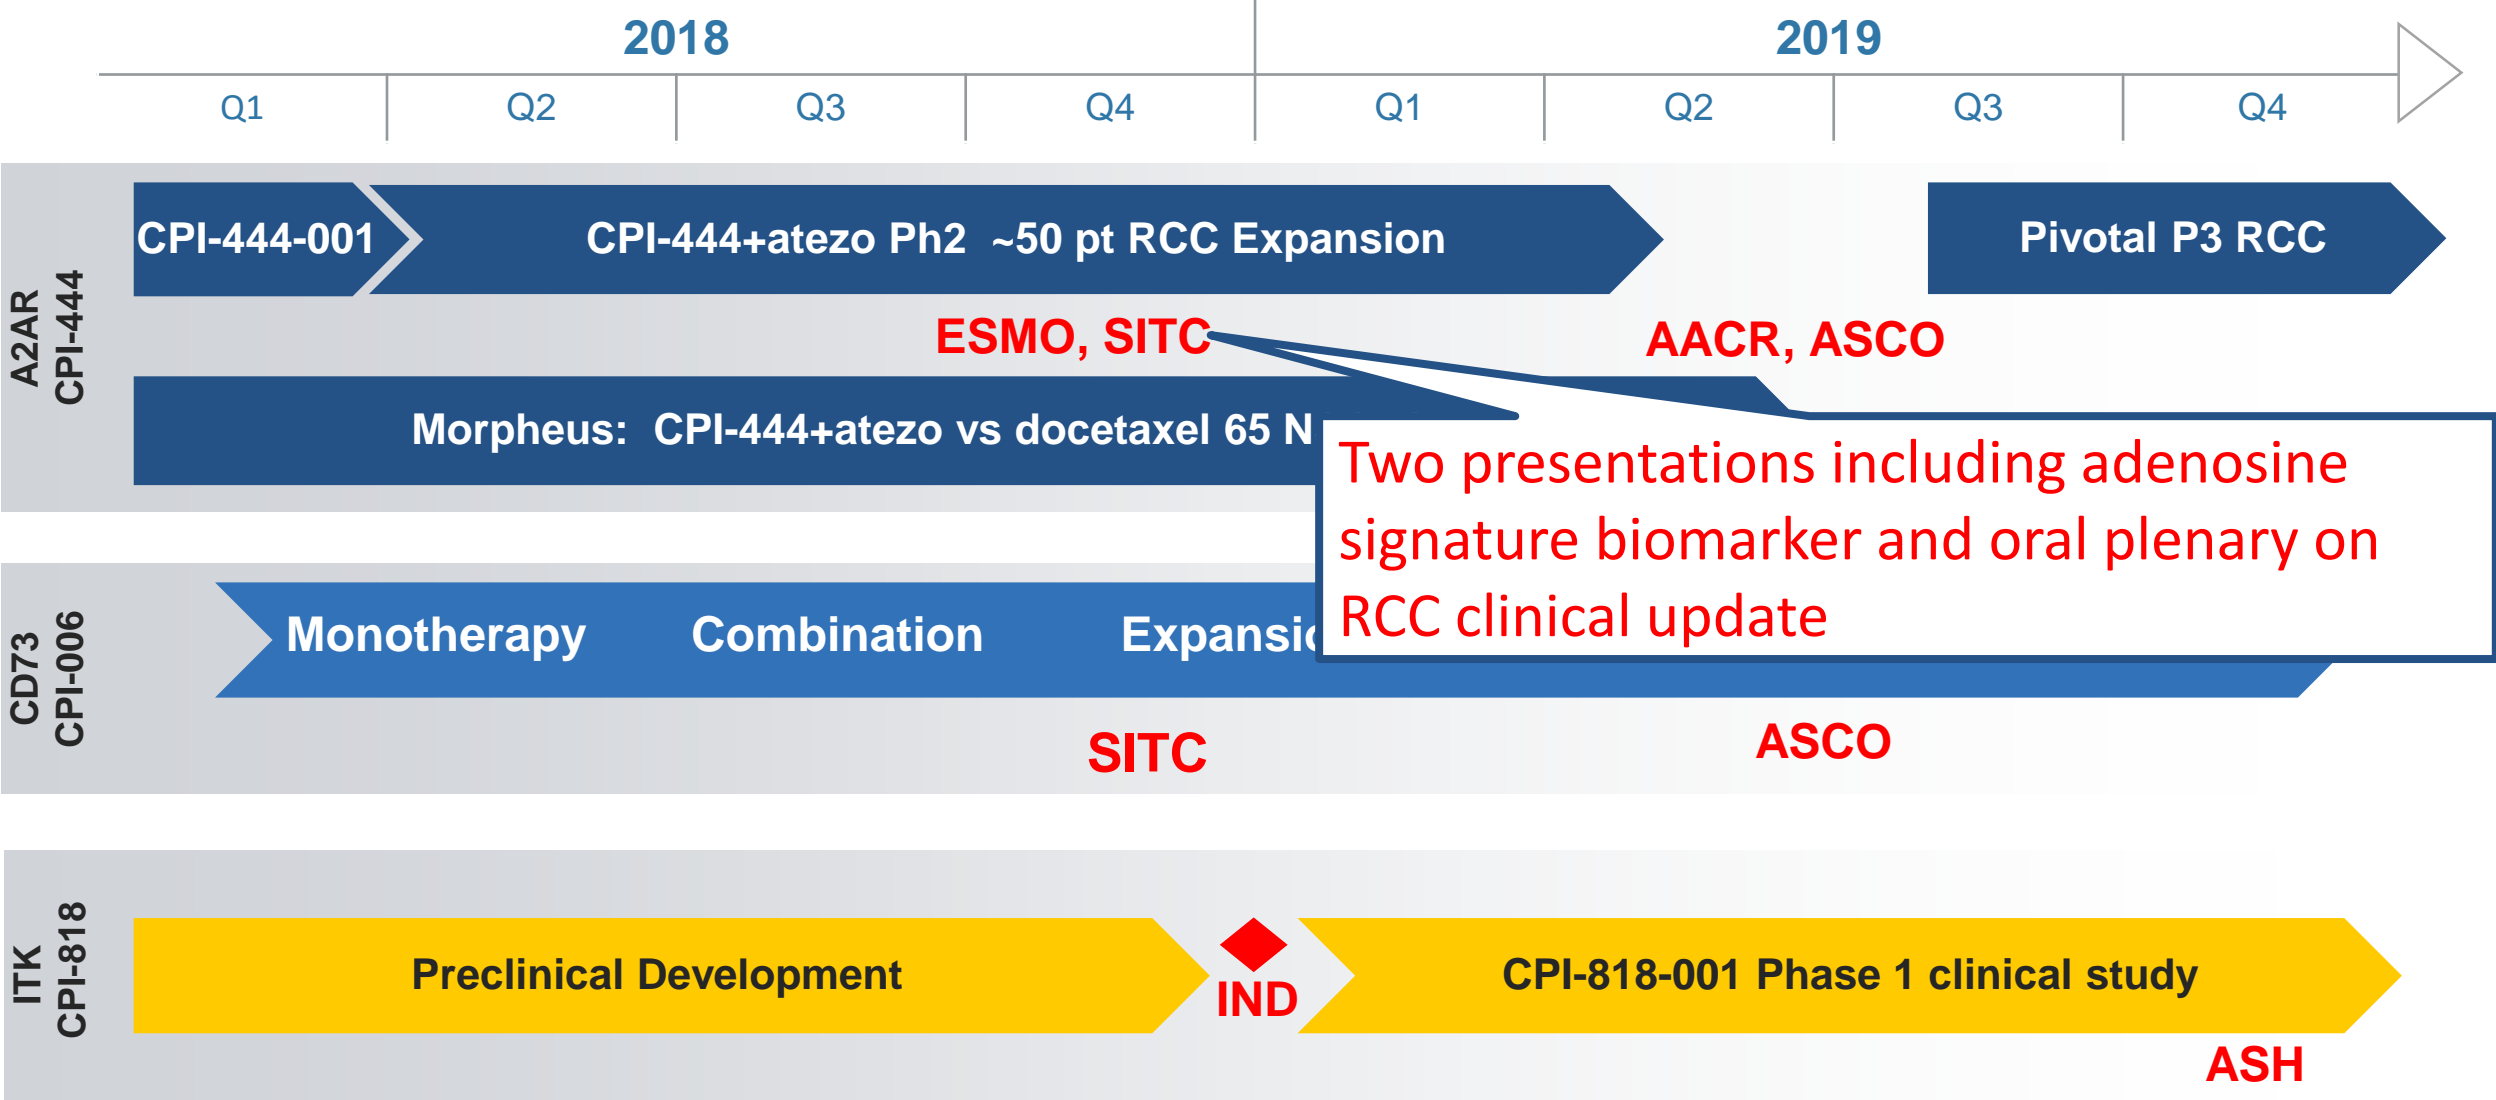 2018
2019
Q1 Q2 Q3 Q4 Q1 Q2 Q3 Q4
A2AR
CPI-444
CPI-444-001
CPI-444+atezo Ph2 ~50 pt RCC Expansion
Pivotal P3 RCC
ESMO, SITC
AACR, ASCO
Morpheus: CPI-444+atezo vs docetaxel 65 N
Two presentations including adenosine
signature biomarker and oral plenary on
RCC clinical update
CD73
CPI-006
Monotherapy Combination
SITC
ASCO
ITK
CPI-818
Preclinical Development
IND
CPI-818-001 Phase 1 clinical study
ASH